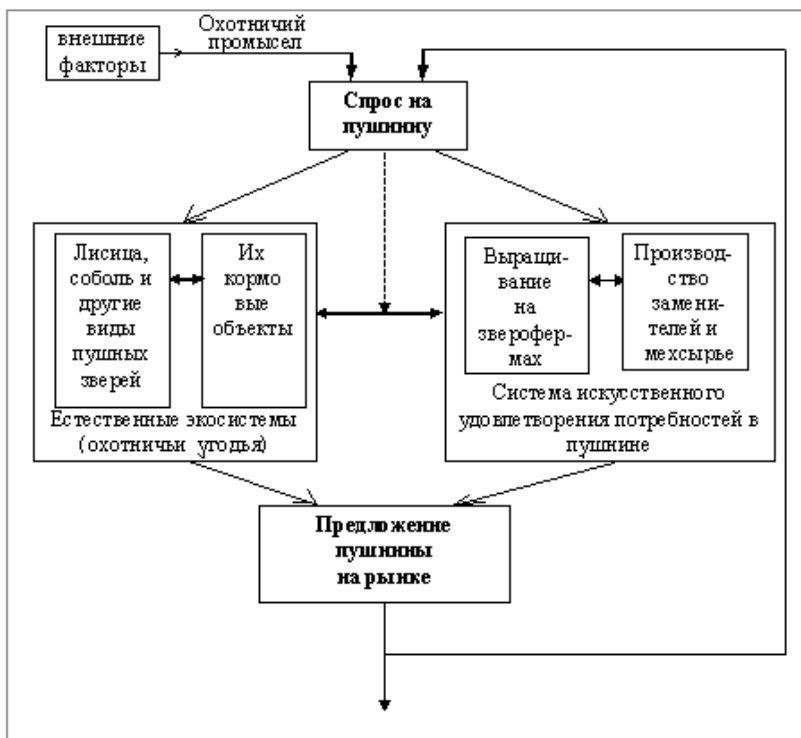 внешние
факторы
Охотничий
промысел
Спрос на
пушнину
Лисица,
соболь и
другие
виды
пушных
зверей
Их
кормо
вые
объекты
Естественные экосистемы
(охотничьи угодья)
Выращи-
вание
на
зверофер-
мах
Производ-
ство
замени-
телей и
мехсырье
Система искусственного
удовлетворения потребностей в
пушнине
Предложение
пушнины
на рынке